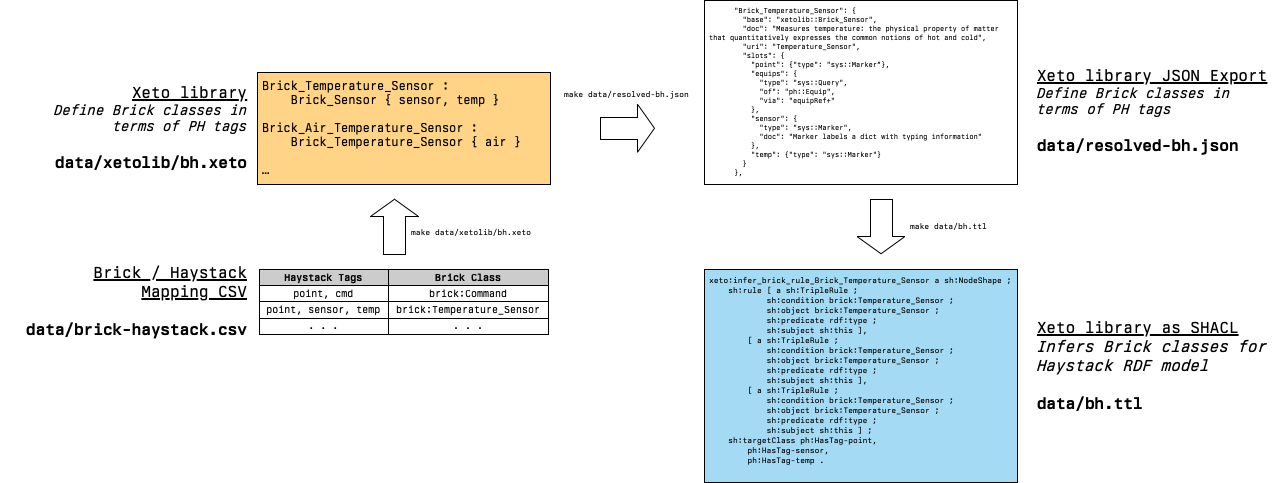 Xeto library
Define Brick classes in
terms of PH tags
data/xetolib/bh.xeto
Brick_Temperature_Sensor :
Brick_Sensor { sensor, temp }
Brick_Air_Temperature_Sensor :
Brick_Temperature_Sensor { air }
…
make data/resolved-bh.json
"Brick_Temperature_Sensor": {
"base": "xetolib::Brick_Sensor",
"doc": "Measures temperature: the physical property of matter
that quantitatively expresses the common notions of hot and cold",
"uri": "Temperature_Sensor",
"slots": {
"point": {"type": "sys::Marker"},
"equips": {
"type": "sys::Query",
"of": "ph::Equip",
"via": "equipRef+"
},
"sensor": {
"type": "sys::Marker",
"doc": "Marker labels a dict with typing information"
},
"temp": {"type": "sys::Marker"}
}
},
Xeto library JSON Export
Define Brick classes in
terms of PH tags
data/resolved-bh.json
make data/xetolib/bh.xeto
make data/bh.ttl
Brick / Haystack
Mapping CSV
data/brick-haystack.csv
Haystack Tags Brick Class
point, cmd brick:Command
point, sensor, temp brick:Temperature_Sensor
. . . . . .
xeto:infer_brick_rule_Brick_Temperature_Sensor a sh:NodeShape ;
sh:rule [ a sh:TripleRule ;
sh:condition brick:Temperature_Sensor ;
sh:object brick:Temperature_Sensor ;
sh:predicate rdf:type ;
sh:subject sh:this ],
[ a sh:TripleRule ;
sh:condition brick:Temperature_Sensor ;
sh:object brick:Temperature_Sensor ;
sh:predicate rdf:type ;
sh:subject sh:this ],
[ a sh:TripleRule ;
sh:condition brick:Temperature_Sensor ;
sh:object brick:Temperature_Sensor ;
sh:predicate rdf:type ;
sh:subject sh:this ] ;
sh:targetClass ph:HasTag-point,
ph:HasTag-sensor,
ph:HasTag-temp .
Xeto library as SHACL
Infers Brick classes for
Haystack RDF model
data/bh.ttl